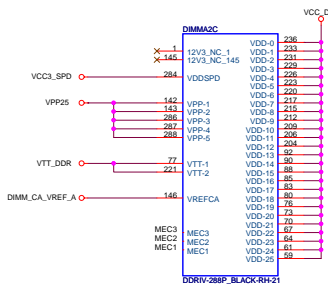 VCC_D
DIMMA2C
VDD-0 236
1 12V3_NC_1 VDD-1 233
145 12V3_NC_145 VDD-2 231
VDD-3 229
VCC3_SPD 284 VDDSPD VDD-4 226
VDD-5 223
VDD-6 220
VPP25 142 VPP-1 VDD-7 217
143 VPP-2 VDD-8 215
286 VPP-3 VDD-9 212
287 VPP-4 VDD-10 209
288 VPP-5 VDD-11 206
VDD-12 204
VDD-13 92
VTT_DDR 77 VTT-1 VDD-14 90
221 VTT-2 VDD-15 88
VDD-16 85
VDD-17 83
DIMM_CA_VREF_A 146 VREFCA VDD-18 80
VDD-19 76
VDD-20 73
VDD-21 70
MEC3 MEC3 VDD-22 67
MEC2 MEC2 VDD-23 64
MEC1 MEC1 VDD-24 61
VDD-25 59
DDRIV-288P_BLACK-RH-21